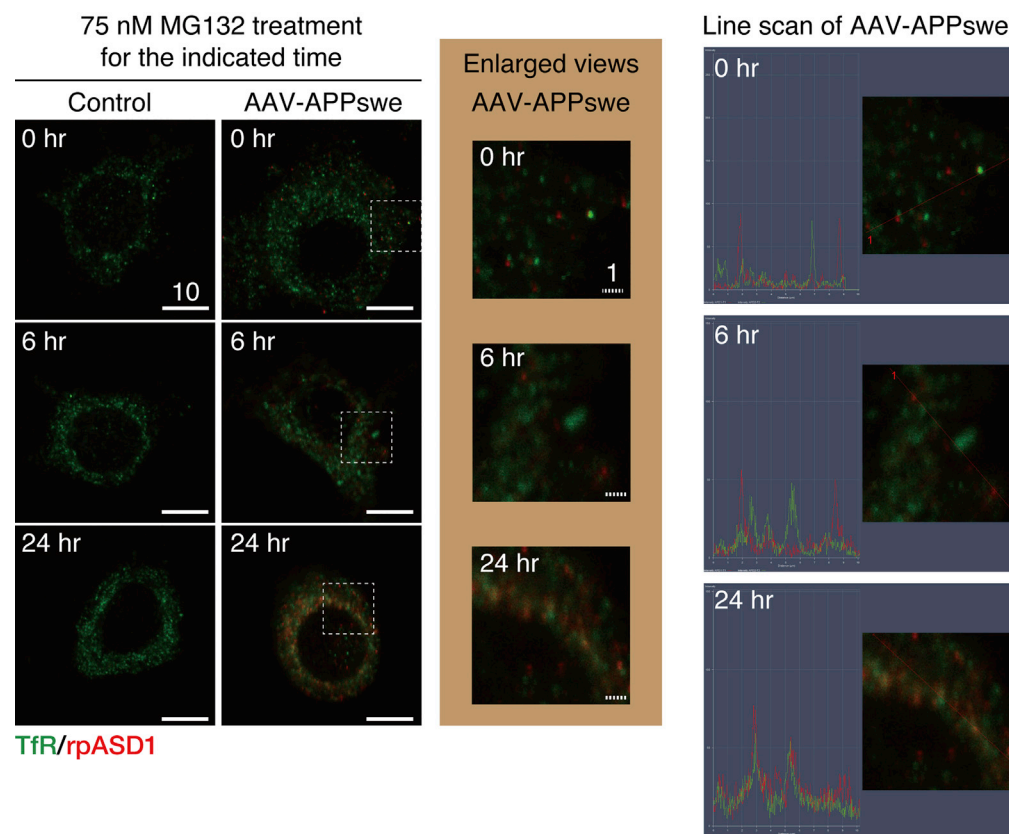 75 nM MG132 treatment
for the indicated time
Control
AAV-APPswe
0 hr
10
0 hr
6 hr
6 hr
24 hr
24 hr
TfR/rpASD1
Enlarged views
AAV-APPswe
0 hr
1
6 hr
24 hr
Line scan of AAV-APPswe
0 hr
1
6 hr
1
24 hr